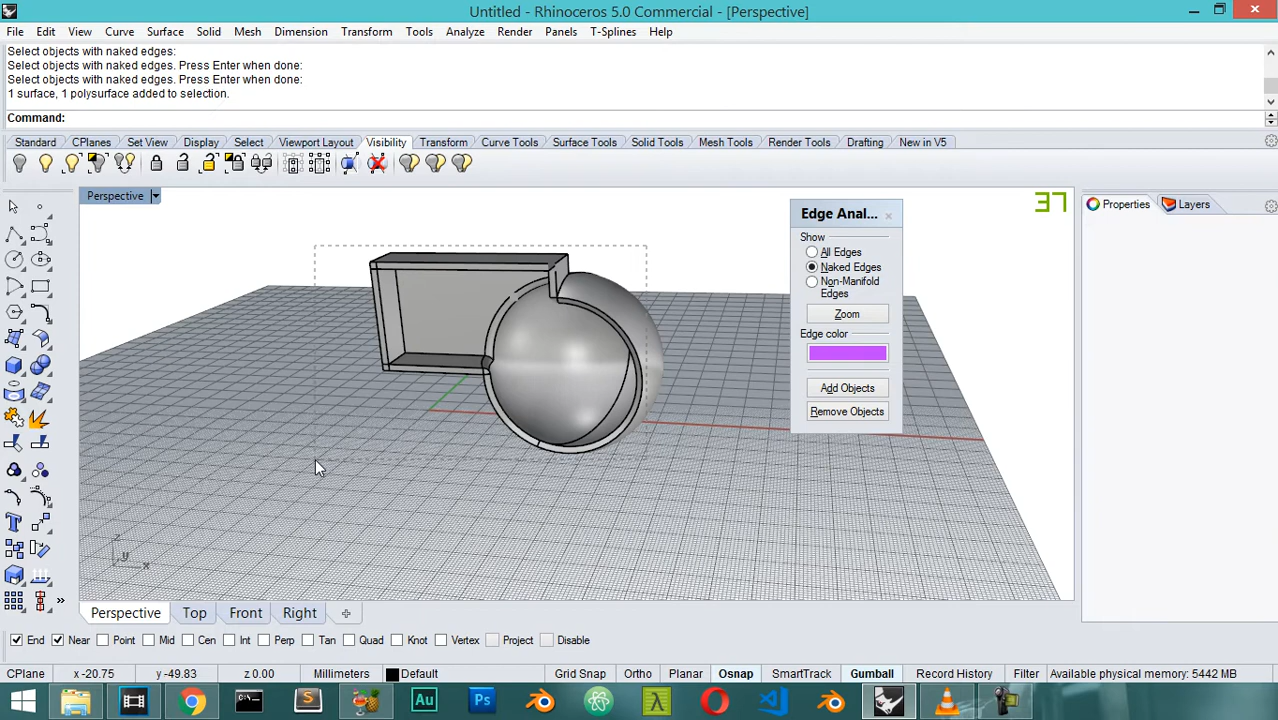 Untitled - Rhinoceros 5.0 Commercial - [Perspective]
File Edit View Curve Surface Solid Mesh Dimension Transform Tools Analyze Render Panels T-Splines Help
Select objects with naked edges:
Select objects with naked edges. Press Enter when done:
Select objects with naked edges. Press Enter when done:
1 surface, 1 polysurface added to selection.
Command:
Standard CPlanes Set View Display Select Viewport Layout Visibility Transform Curve Tools Surface Tools Solid Tools Mesh Tools Render Tools Drafting New in V5
Perspective
37
Properties Layers
Edge Anal...
Show
All Edges
Naked Edges
Non-Manifold
Edges
Zoom
Edge color
Add Objects
Remove Objects
z
y
x
Perspective Top Front Right
End Near Point Mid Cen Int Perp Tan Quad Knot Vertex Project Disable
CPlane x -20.75 y -49.83 z 0.00 Millimeters Default Grid Snap Ortho Planar Osnap SmartTrack Gumball Record History Filter Available physical memory: 5442 MB
Au Ps